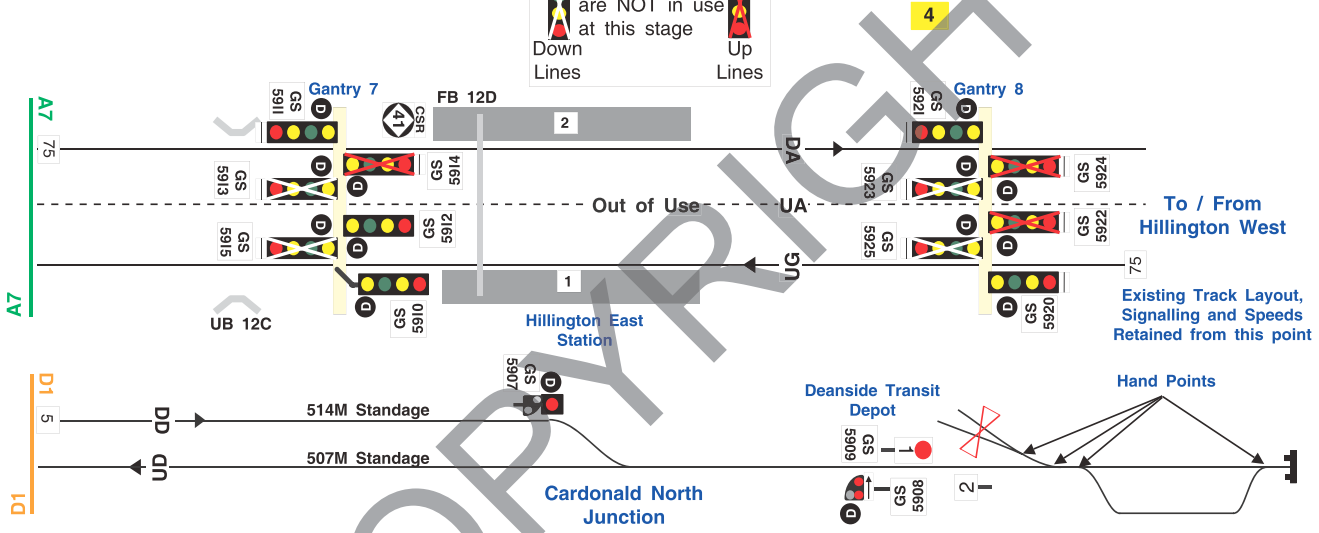 are NOT in use
at this stage
Down
Lines
Up
Lines
4
Gantry 7
FB 12D
Gantry 8
A7
75
GS
5911
D
41
CSR
2
DA
GS
5921
D
D
GS
5914
D
GS
5913
D
GS
5924
D
GS
5923
Out of Use
UA
To / From
Hillington West
D
GS
5912
D
GS
5915
D
GS
5922
D
GS
5925
UG
75
1
D
GS
5910
D
GS
5920
A7
UB 12C
Hillington East
Station
Existing Track Layout,
Signalling and Speeds
Retained from this point
D1
5
DD
514M Standage
GS
5907
D
Deanside Transit
Depot
Hand Points
UD
507M Standage
GS
5909
1
D1
Cardonald North
Junction
D
GS
5908
2
OPYRIGH